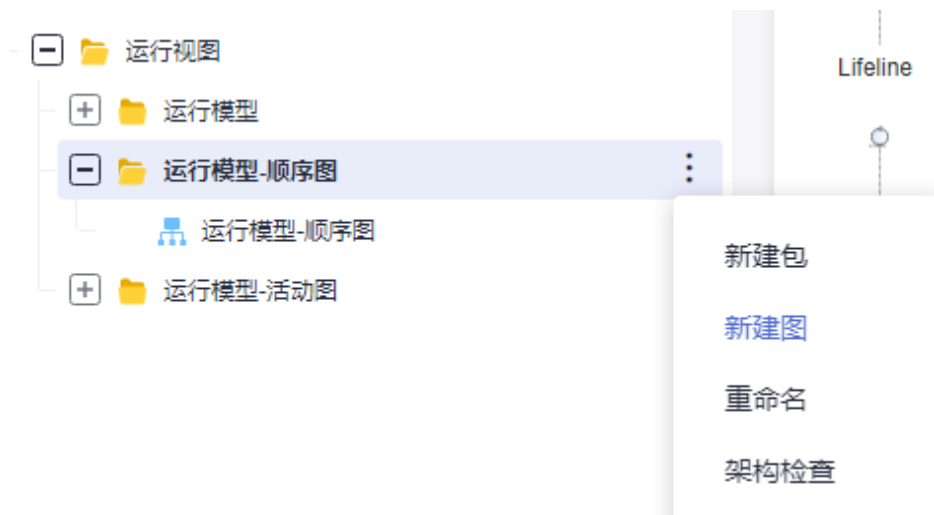 运行视图
Lifeline
运行模型
运行模型-顺序图
运行模型-顺序图
运行模型-活动图
新建包
新建图
重命名
架构检查